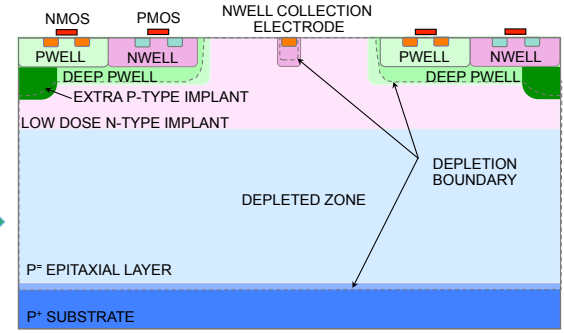 NMOS
PMOS
NWELL COLLECTION
ELECTRODE
PWELL
NWELL
PWELL
NWELL
DEEP PWELL
DEEP PWELL
EXTRA P-TYPE IMPLANT
LOW DOSE N-TYPE IMPLANT
DEPLETION
BOUNDARY
DEPLETED ZONE
P= EPITAXIAL LAYER
P+ SUBSTRATE